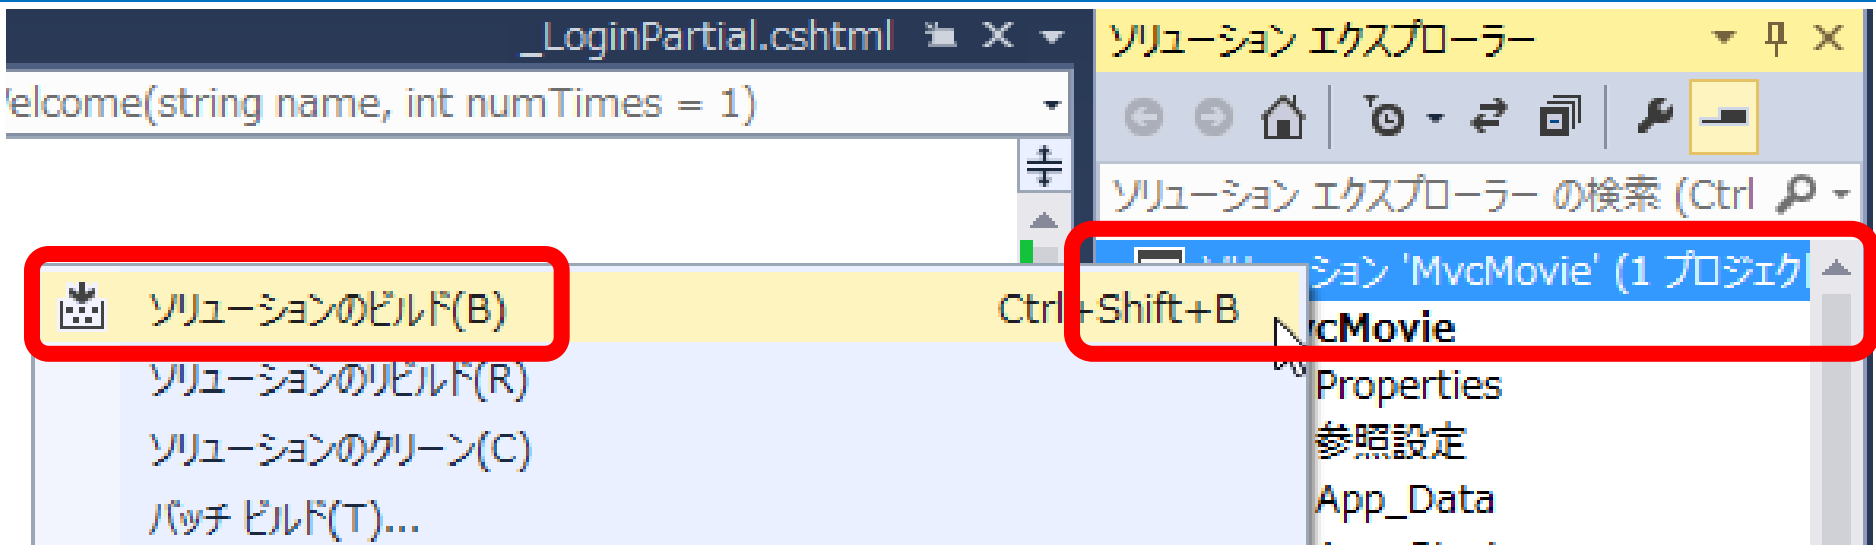 _LoginPartial.cshtml
ソリューション エクスプローラー
elcome(string name, int numTimes = 1)
ソリューション エクスプローラー の検索 (Ctrl
ション 'MvcMovie' (1 プロジェク
ソリューションのビルド(B) Ctrl+Shift+B
cMovie
ソリューションのリビルド(R)
Properties
ソリューションのクリーン(C)
参照設定
バッチ ビルド(T)...
App_Data